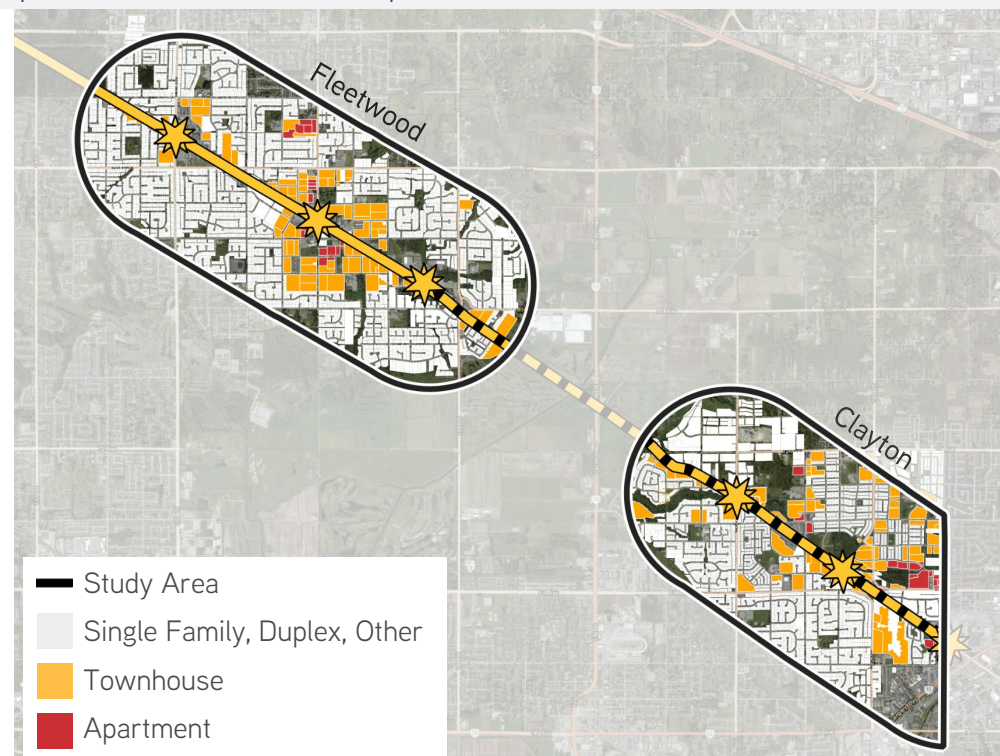 Fleetwood
Clayton
Study Area
Single Family, Duplex, Other
Townhouse
Apartment